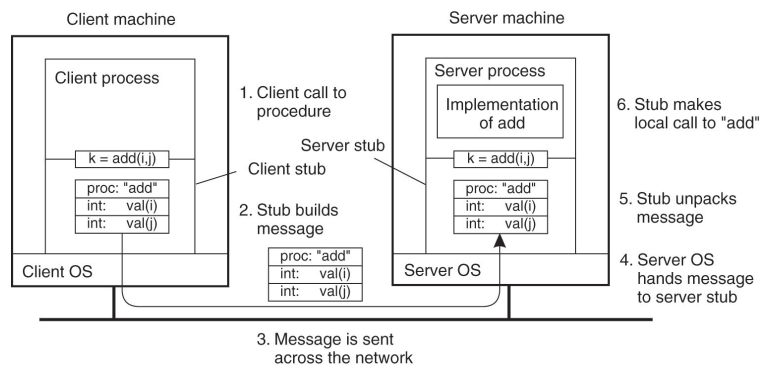 Client machine
Server machine
Client process
1. Client call to
procedure
k = add(i,j)
Client stub
proc: "add"
int: val(i)
int: val(j)
2. Stub builds
message
Client OS
proc: "add"
int: val(i)
int: val(j)
3. Message is sent
across the network
Server process
Implementation
of add
Server stub
k = add(i,j)
proc: "add"
int: val(i)
int: val(j)
Server OS
6. Stub makes
local call to "add"
5. Stub unpacks
message
4. Server OS
hands message
to server stub